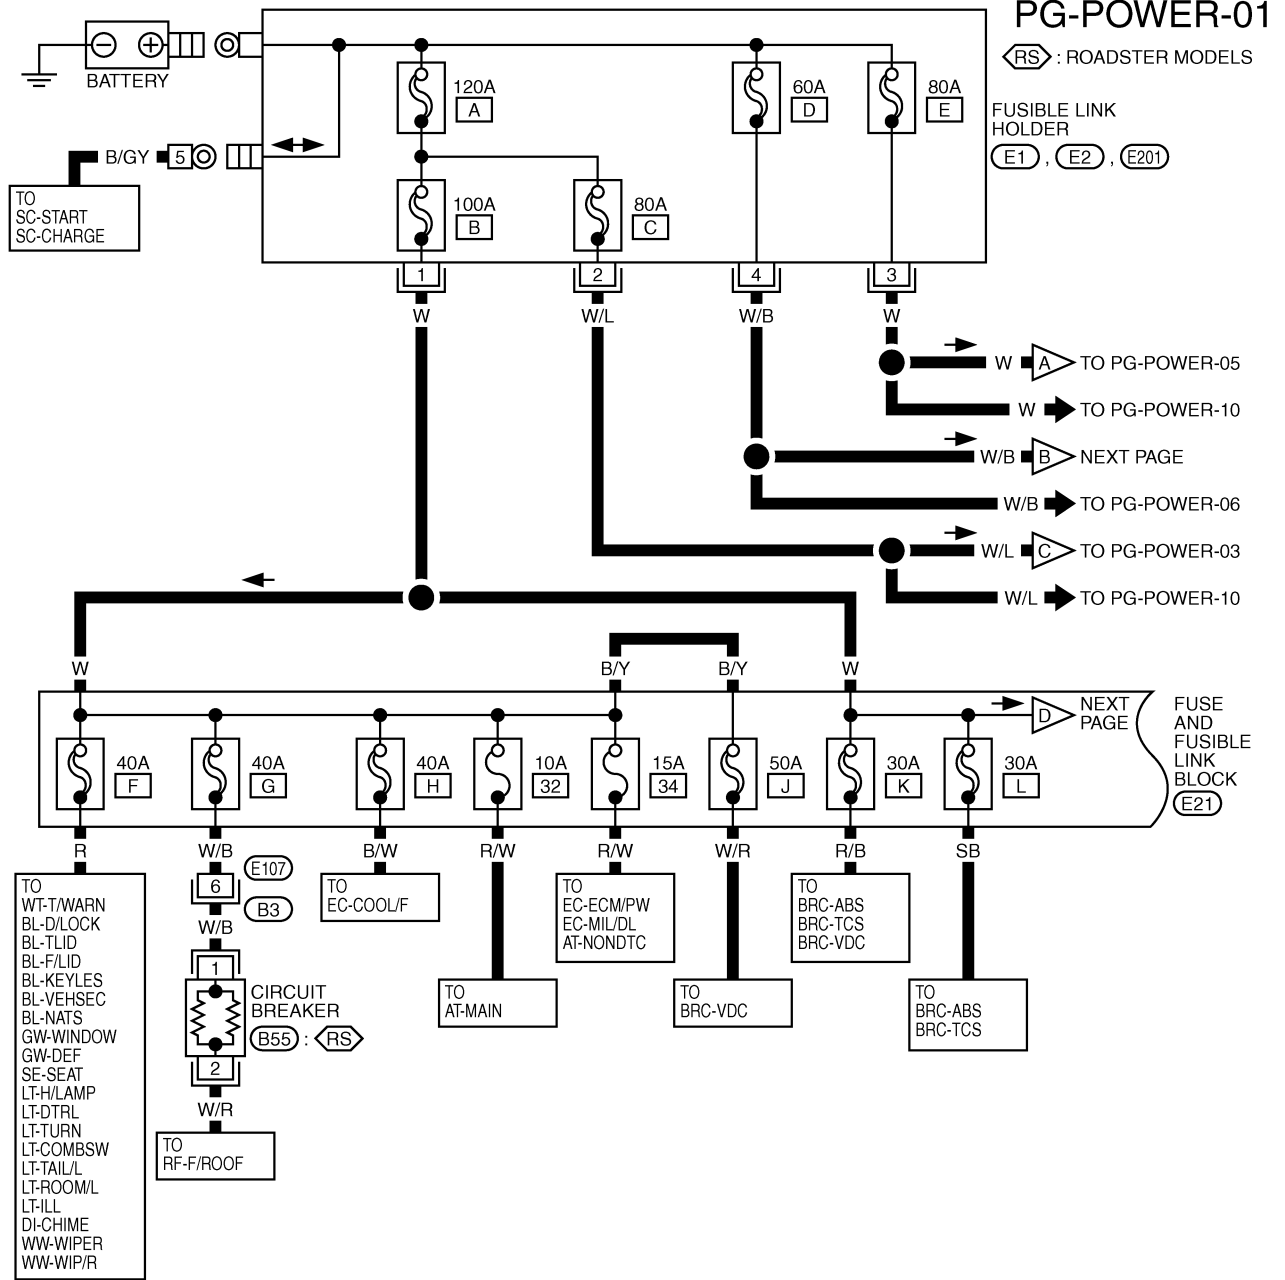 PG-POWER-01
RS : ROADSTER MODELS
BATTERY
120A
A
60A
D
80A
E
FUSIBLE LINK
HOLDER
E1 , E2 , E201
B/GY 5
TO
SC-START
SC-CHARGE
100A
B
80A
C
1
2
4
3
W
W/L
W/B
W
W A TO PG-POWER-05
W TO PG-POWER-10
W/B B NEXT PAGE
W/B TO PG-POWER-06
W/L C TO PG-POWER-03
W/L TO PG-POWER-10
W
B/Y
B/Y
W
D NEXT
PAGE
FUSE
AND
FUSIBLE
LINK
BLOCK
E21
40A
F
40A
G
40A
H
10A
32
15A
34
50A
J
30A
K
30A
L
R
W/B
B/W
R/W
R/W
W/R
R/B
SB
TO
WT-T/WARN
BL-D/LOCK
BL-TLID
BL-F/LID
BL-KEYLES
BL-VEHSEC
BL-NATS
GW-WINDOW
GW-DEF
SE-SEAT
LT-H/LAMP
LT-DTRL
LT-TURN
LT-COMBSW
LT-TAIL/L
LT-ROOM/L
LT-ILL
DI-CHIME
WW-WIPER
WW-WIP/R
6
E107
B3
W/B
1
CIRCUIT
BREAKER
B55 : RS
2
W/R
TO
RF-F/ROOF
TO
EC-COOL/F
TO
AT-MAIN
TO
EC-ECM/PW
EC-MIL/DL
AT-NONDTC
TO
BRC-VDC
TO
BRC-ABS
BRC-TCS
BRC-VDC
TO
BRC-ABS
BRC-TCS